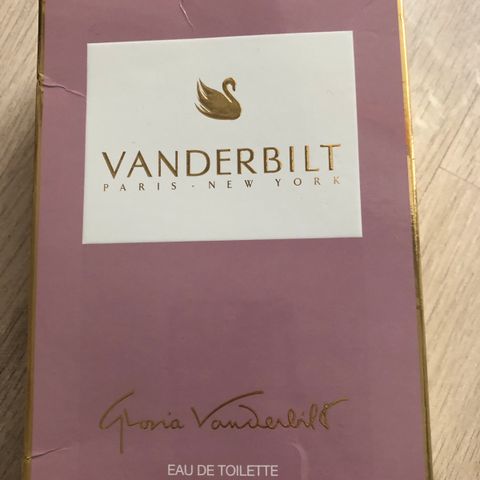 VANDERBILT
PARIS - NEW YORK
Gloria Vanderbilt
EAU DE TOILETTE